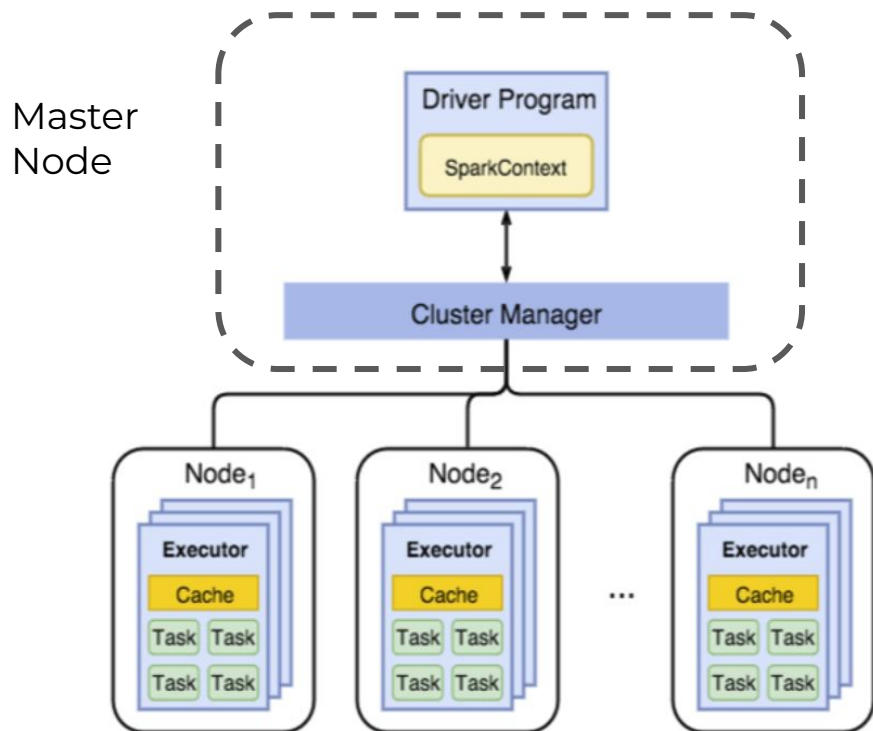 Master
Node
Driver Program
SparkContext
Cluster Manager
Node₁ Node₂ Nodeₙ
Executor Executor Executor
Cache Cache ... Cache
Task Task Task Task Task Task
Task Task Task Task Task Task